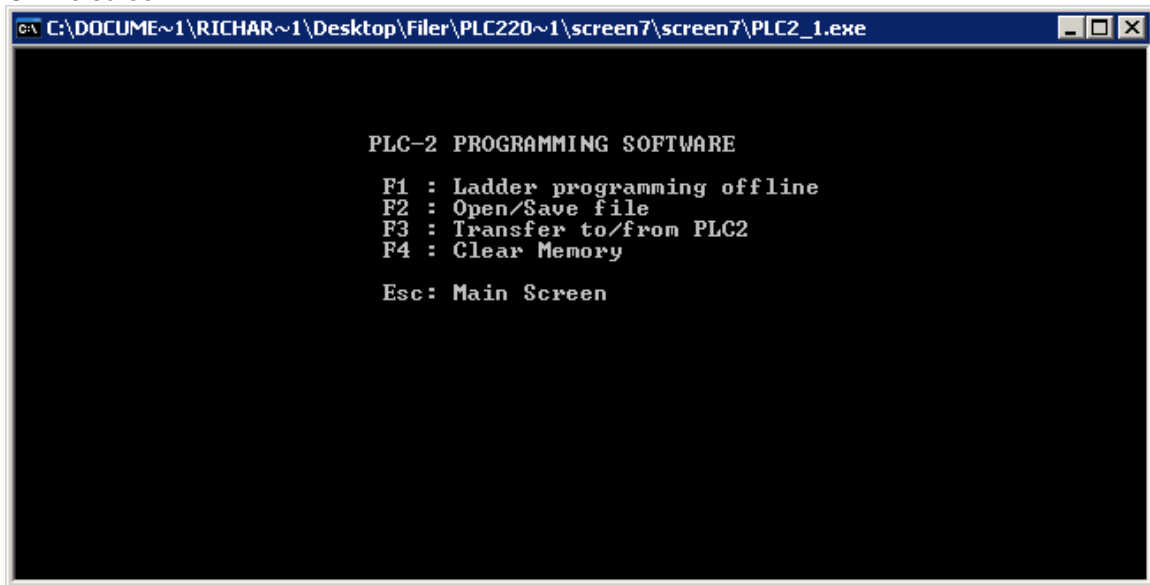 C:\DOCUME~1\RICHAR~1\Desktop\Filer\PLC220~1\screen7\screen7\PLC2_1.exe
PLC-2 PROGRAMMING SOFTWARE
F1 : Ladder programming offline
F2 : Open/Save file
F3 : Transfer to/from PLC2
F4 : Clear Memory
Esc: Main Screen